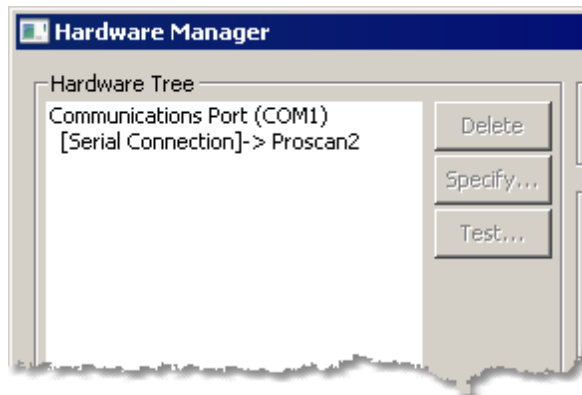 Hardware Manager
Hardware Tree
Communications Port (COM1)
[Serial Connection]-> Proscan2
Delete
Specify...
Test...